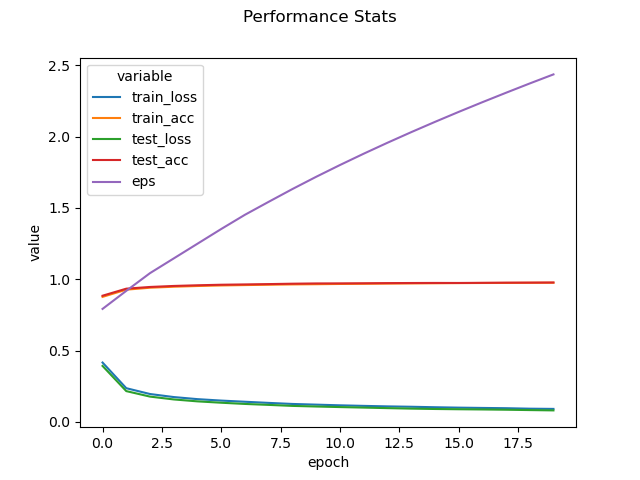 Performance Stats
variable
train_loss
train_acc
test_loss
test_acc
eps
value
2.5
2.0
1.5
1.0
0.5
0.0
0.0 2.5 5.0 7.5 10.0 12.5 15.0 17.5
epoch